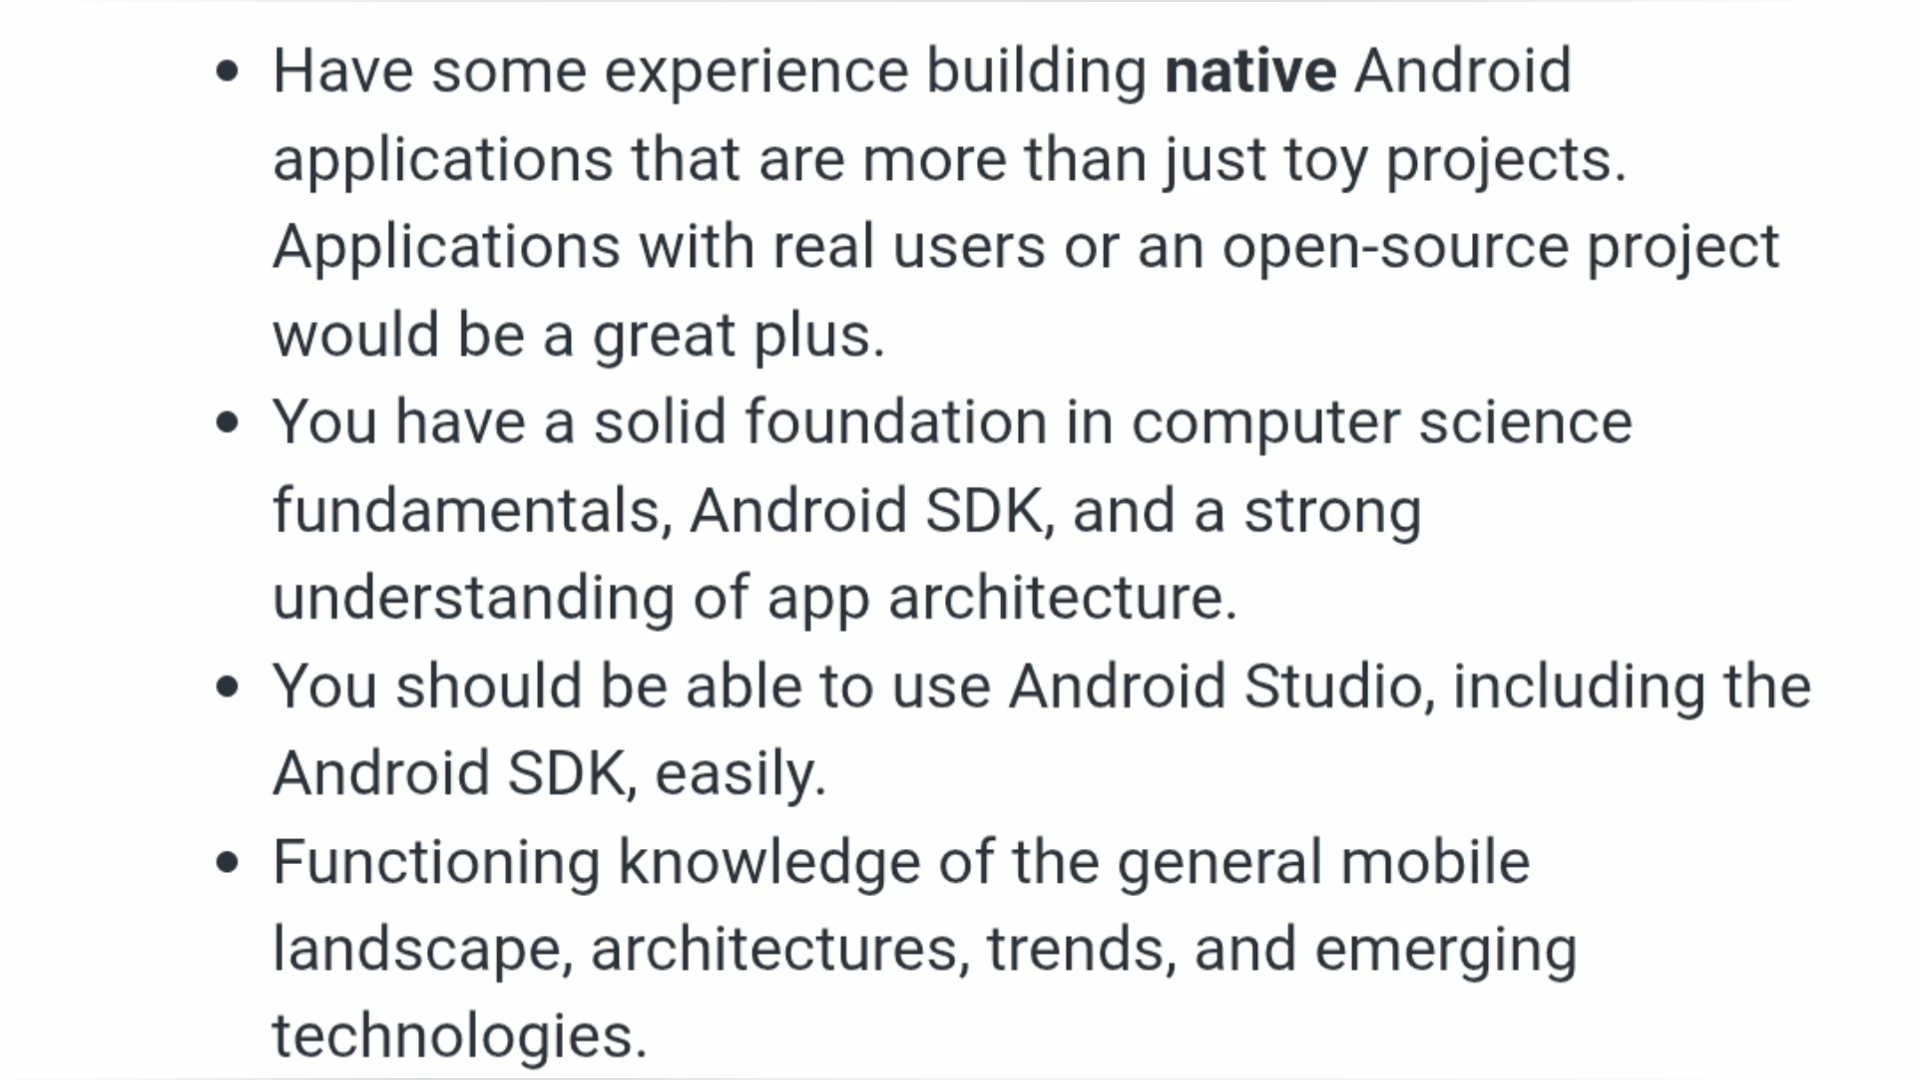 • Have some experience building native Android
applications that are more than just toy projects.
Applications with real users or an open-source project
would be a great plus.
• You have a solid foundation in computer science
fundamentals, Android SDK, and a strong
understanding of app architecture.
• You should be able to use Android Studio, including the
Android SDK, easily.
• Functioning knowledge of the general mobile
landscape, architectures, trends, and emerging
technologies.